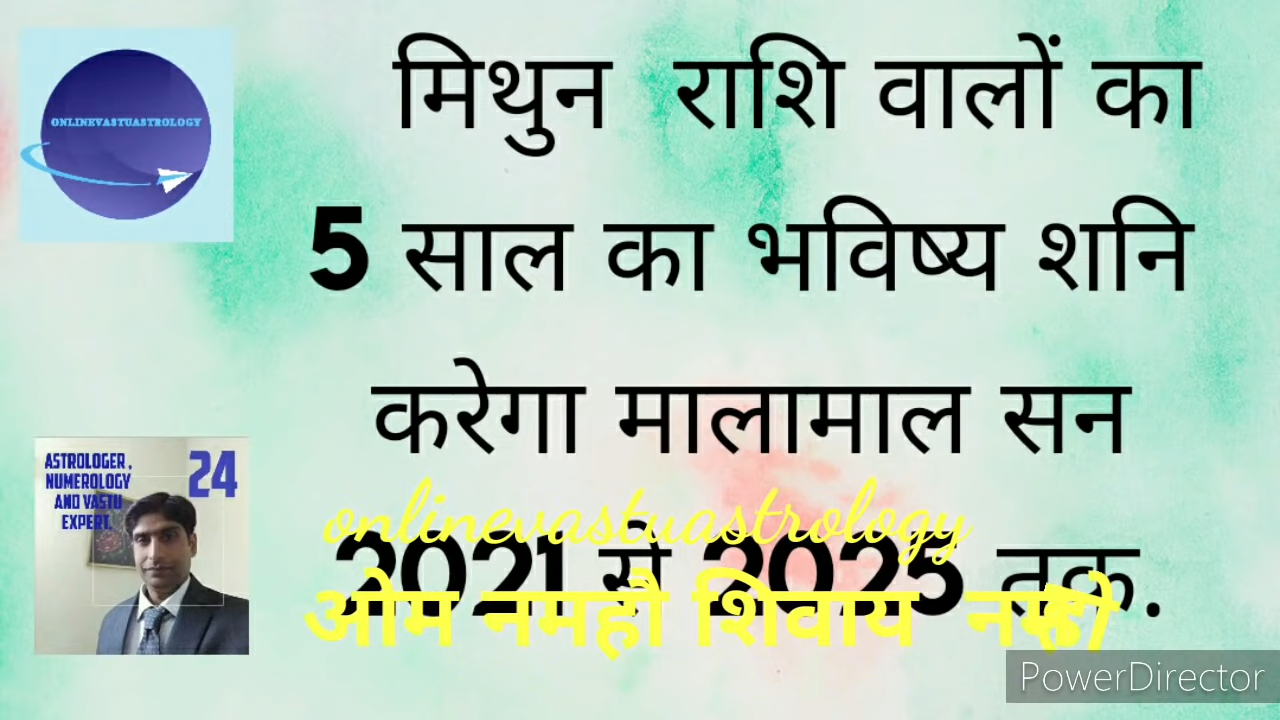 ONLINEVASTUASTROLOGY
मिथुन राशि वालों का
5 साल का भविष्य शनि
करेगा मालामाल सन
2021 से 2025 तक.
onlinevastuastrology
ओम नमहौ शिवाय
ASTROLOGER,
NUMEROLOGY
AND VASTU
EXPERT.
24
PowerDirector